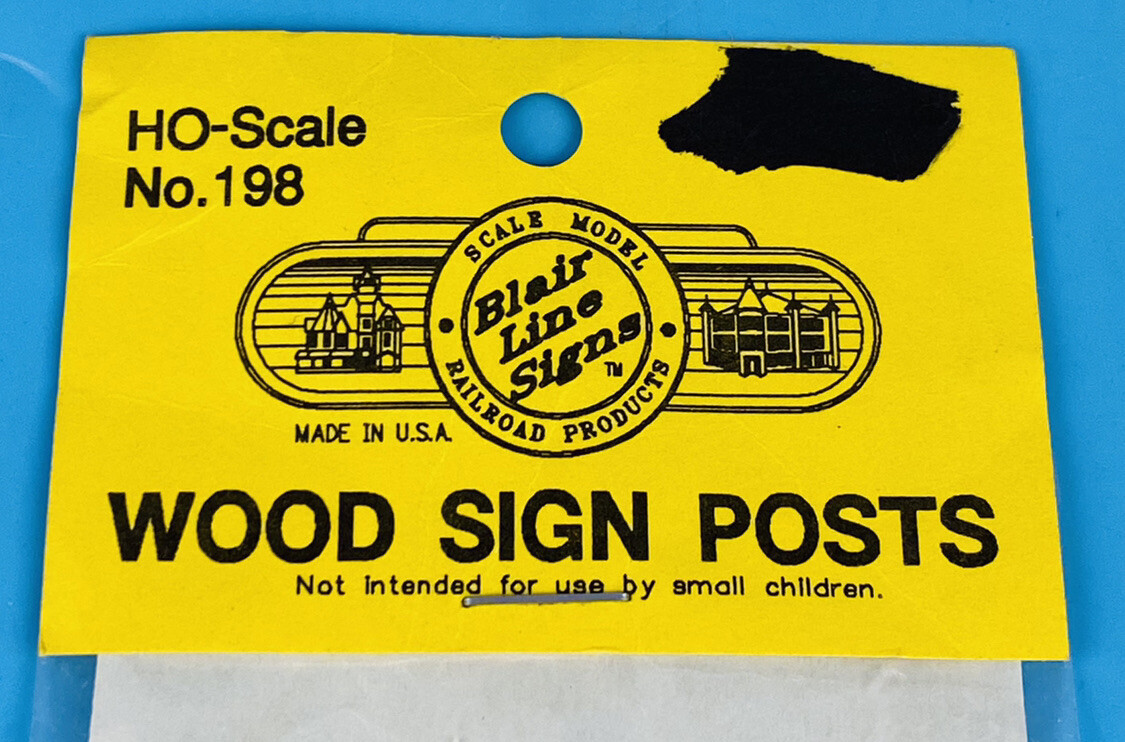 HO-Scale
No.198
SCALE MODEL
Blair
Line
Signs
TM
RAILROAD PRODUCTS
MADE IN U.S.A.
WOOD SIGN POSTS
Not intended for use by small children.